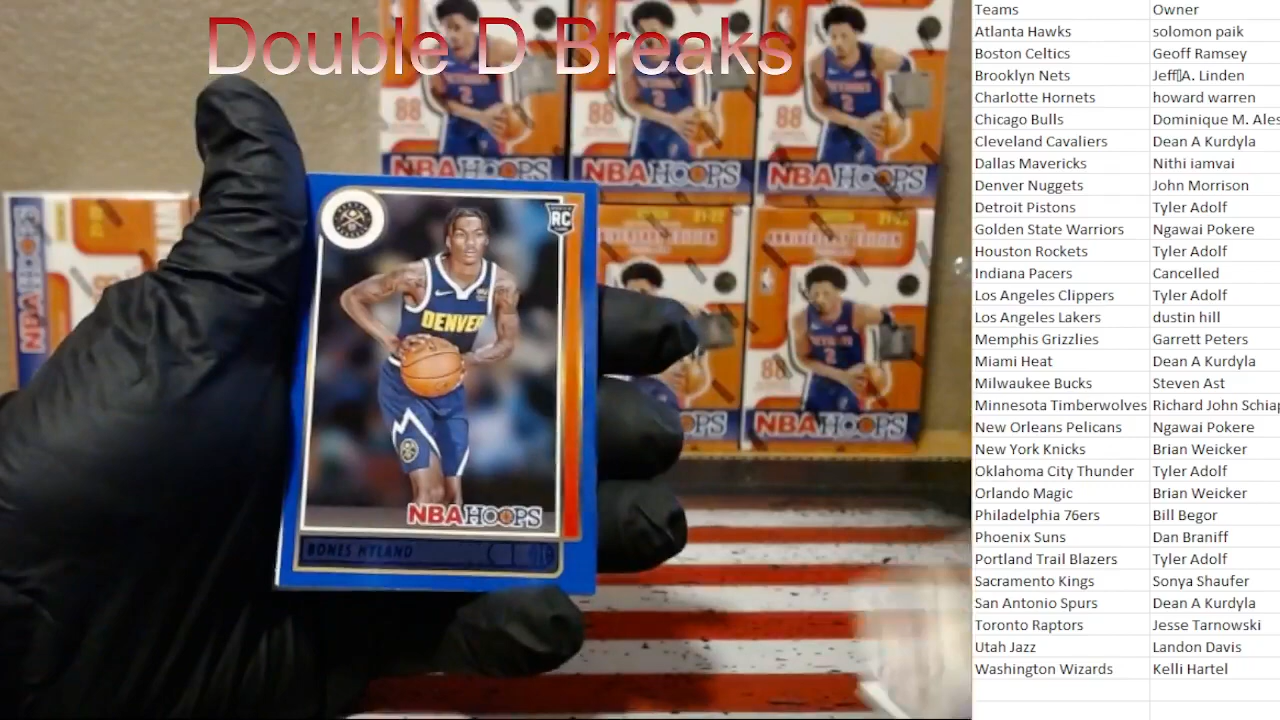 Double D Breaks
NBA HOOPS NBA HOOPS NBA HOOPS
88 88 88
RC
DENVER
NBA HOOPS
BONES HYLAND
NBA HOOPS
88
Teams Owner
Atlanta Hawks solomon paik
Boston Celtics Geoff Ramsey
Brooklyn Nets Jeff▯A. Linden
Charlotte Hornets howard warren
Chicago Bulls Dominique M. Ales
Cleveland Cavaliers Dean A Kurdyla
Dallas Mavericks Nithi iamvai
Denver Nuggets John Morrison
Detroit Pistons Tyler Adolf
Golden State Warriors Ngawai Pokere
Houston Rockets Tyler Adolf
Indiana Pacers Cancelled
Los Angeles Clippers Tyler Adolf
Los Angeles Lakers dustin hill
Memphis Grizzlies Garrett Peters
Miami Heat Dean A Kurdyla
Milwaukee Bucks Steven Ast
Minnesota Timberwolves Richard John Schiap
New Orleans Pelicans Ngawai Pokere
New York Knicks Brian Weicker
Oklahoma City Thunder Tyler Adolf
Orlando Magic Brian Weicker
Philadelphia 76ers Bill Begor
Phoenix Suns Dan Braniff
Portland Trail Blazers Tyler Adolf
Sacramento Kings Sonya Shaufer
San Antonio Spurs Dean A Kurdyla
Toronto Raptors Jesse Tarnowski
Utah Jazz Landon Davis
Washington Wizards Kelli Hartel